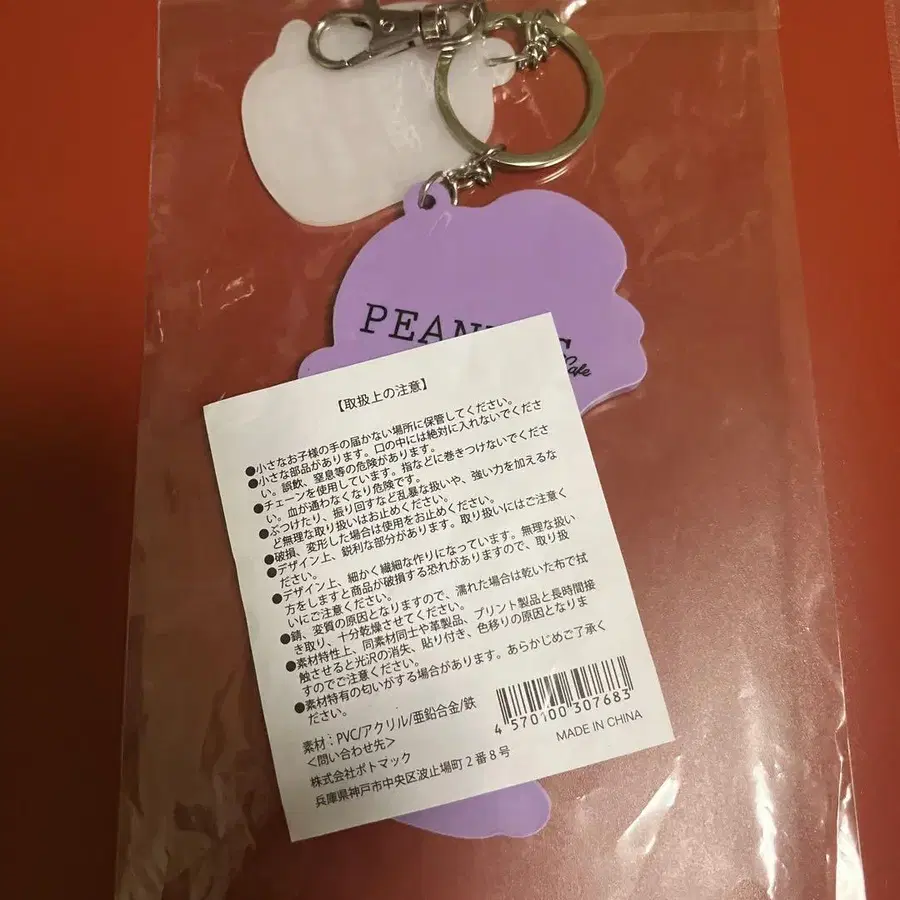 PEAN
Cafe
【取扱上の注意】
●小さなお子様の手の届かない場所に保管してください。
●小さな部品があります。口の中には絶対に入れないでくださ
い。誤飲、窒息等の危険があります。
●チェーンを使用しています。指などに巻きつけないでくださ
い。血が通わなくなり危険です。
●ぶつけたり、振り回すなど乱暴な扱いや、強い力を加えるな
ど無理な取り扱いはお止めください。
●破損、変形した場合は使用をお止めください。
●デザイン上、鋭利な部分があります。取り扱いにはご注意く
ださい。
●デザイン上、細かく繊細な作りになっています。無理な扱い
方をしますと商品が破損する恐れがありますので、取り扱
いにご注意ください。
●錆、変質の原因となりますので、濡れた場合は乾いた布で拭
き取り、十分乾燥させてください。
●素材特性上、同素材同士や革製品、プリント製品と長時間接
触させると光沢の消失、貼り付き、色移りの原因となりま
すのでご注意ください。
●素材特有の匂いがする場合があります。あらかじめご了承く
ださい。
素材：PVC/アクリル/亜鉛合金/鉄
＜問い合わせ先＞
株式会社ポトマック
兵庫県神戸市中央区波止場町2番8号
4 570100 307683
MADE IN CHINA